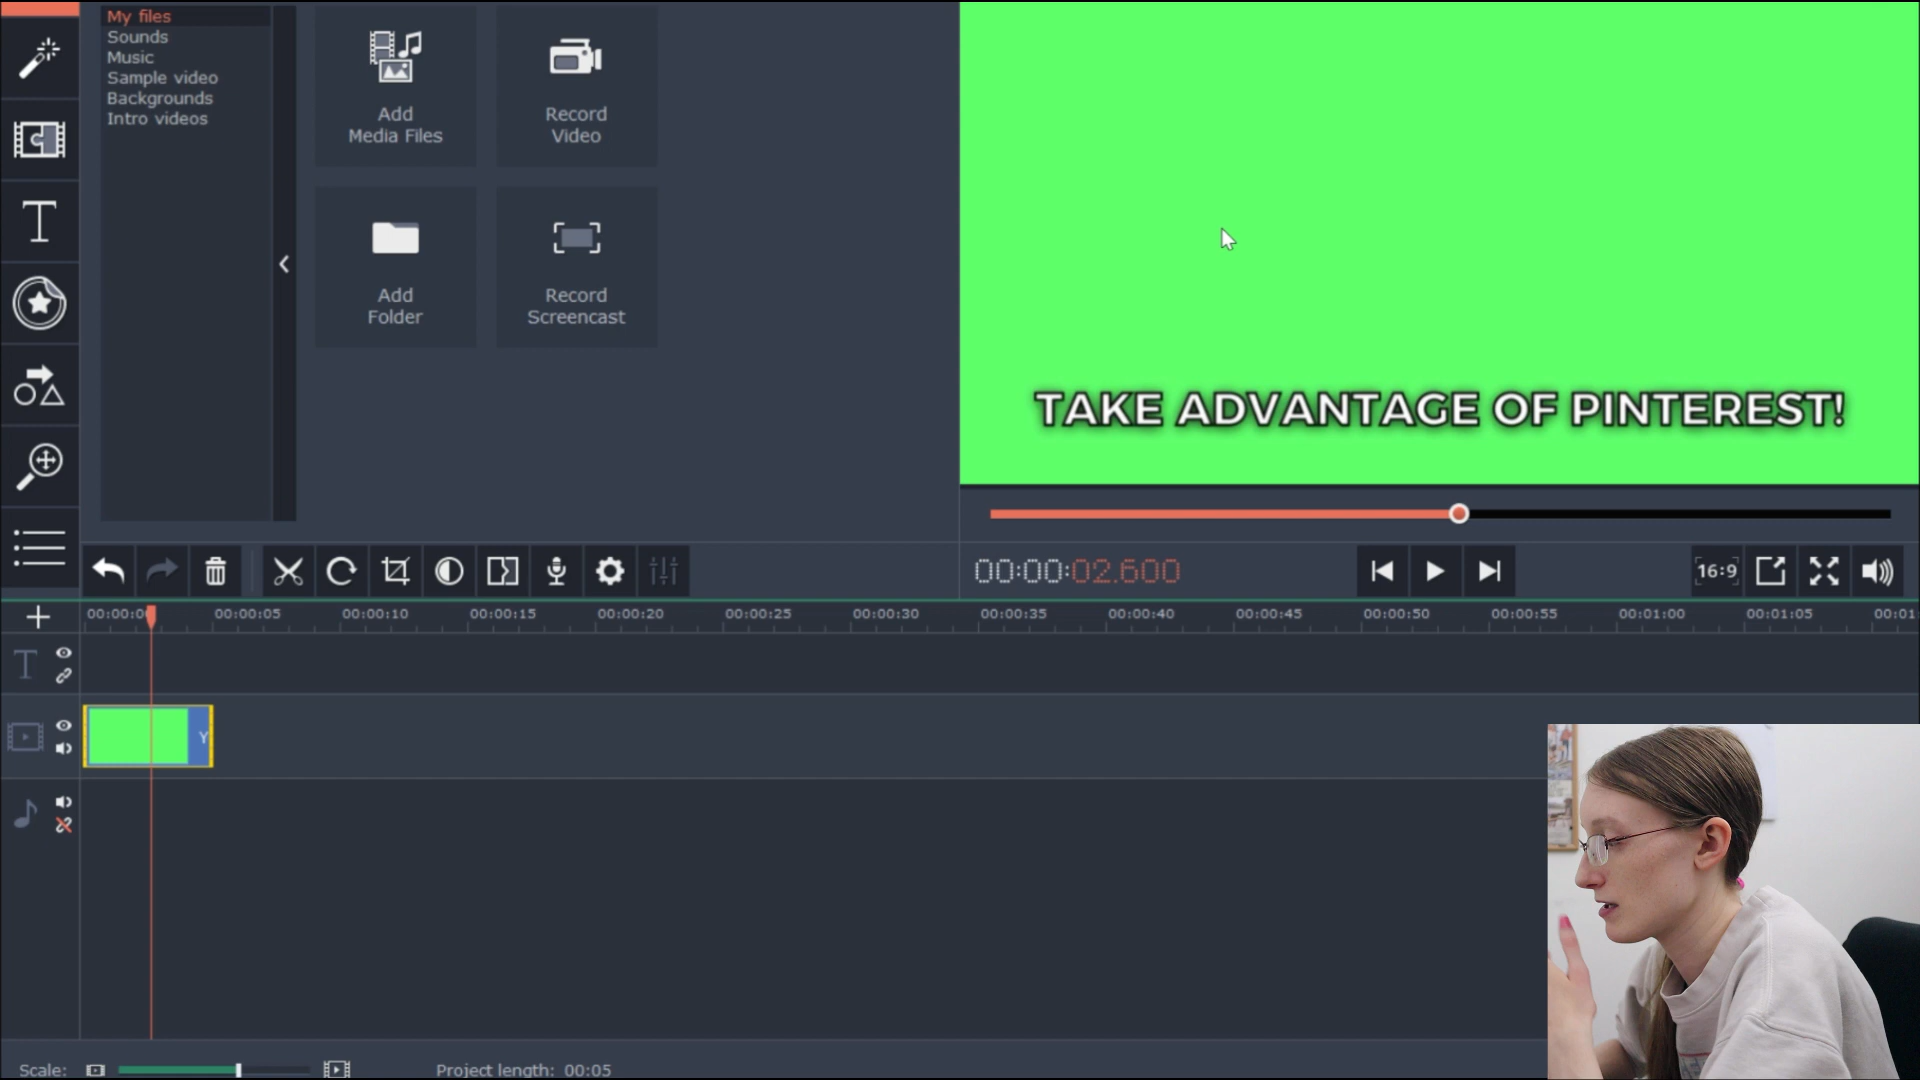 My files
Sounds
Music
Sample video
Backgrounds
Intro videos
Add
Media Files
Record
Video
Add
Folder
Record
Screencast
TAKE ADVANTAGE OF PINTEREST!
00:00:02.600
16:9
00:00:0
00:00:05
00:00:10
00:00:15
00:00:20
00:00:25
00:00:30
00:00:35
00:00:40
00:00:45
00:00:50
00:00:55
00:01:00
00:01:05
00:01:
T
Y
Scale:
Project length: 00:05